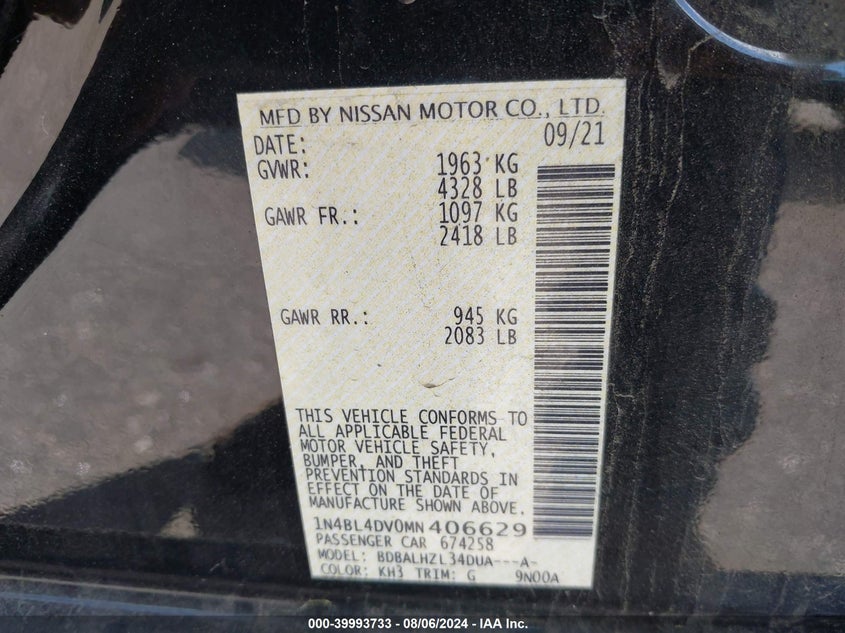 MFD BY NISSAN MOTOR CO., LTD.
DATE: 09/21
GVWR: 1963 KG
4328 LB
GAWR FR.: 1097 KG
2418 LB
GAWR RR.: 945 KG
2083 LB
THIS VEHICLE CONFORMS TO
ALL APPLICABLE FEDERAL
MOTOR VEHICLE SAFETY,
BUMPER, AND THEFT
PREVENTION STANDARDS IN
EFFECT ON THE DATE OF
MANUFACTURE SHOWN ABOVE.
1N4BL4DV0MN406629
PASSENGER CAR 674258
MODEL: BDBALHZL34DUA---A-
COLOR: KH3 TRIM: G 9N00A
000-39993733 - 08/06/2024 - IAA Inc.